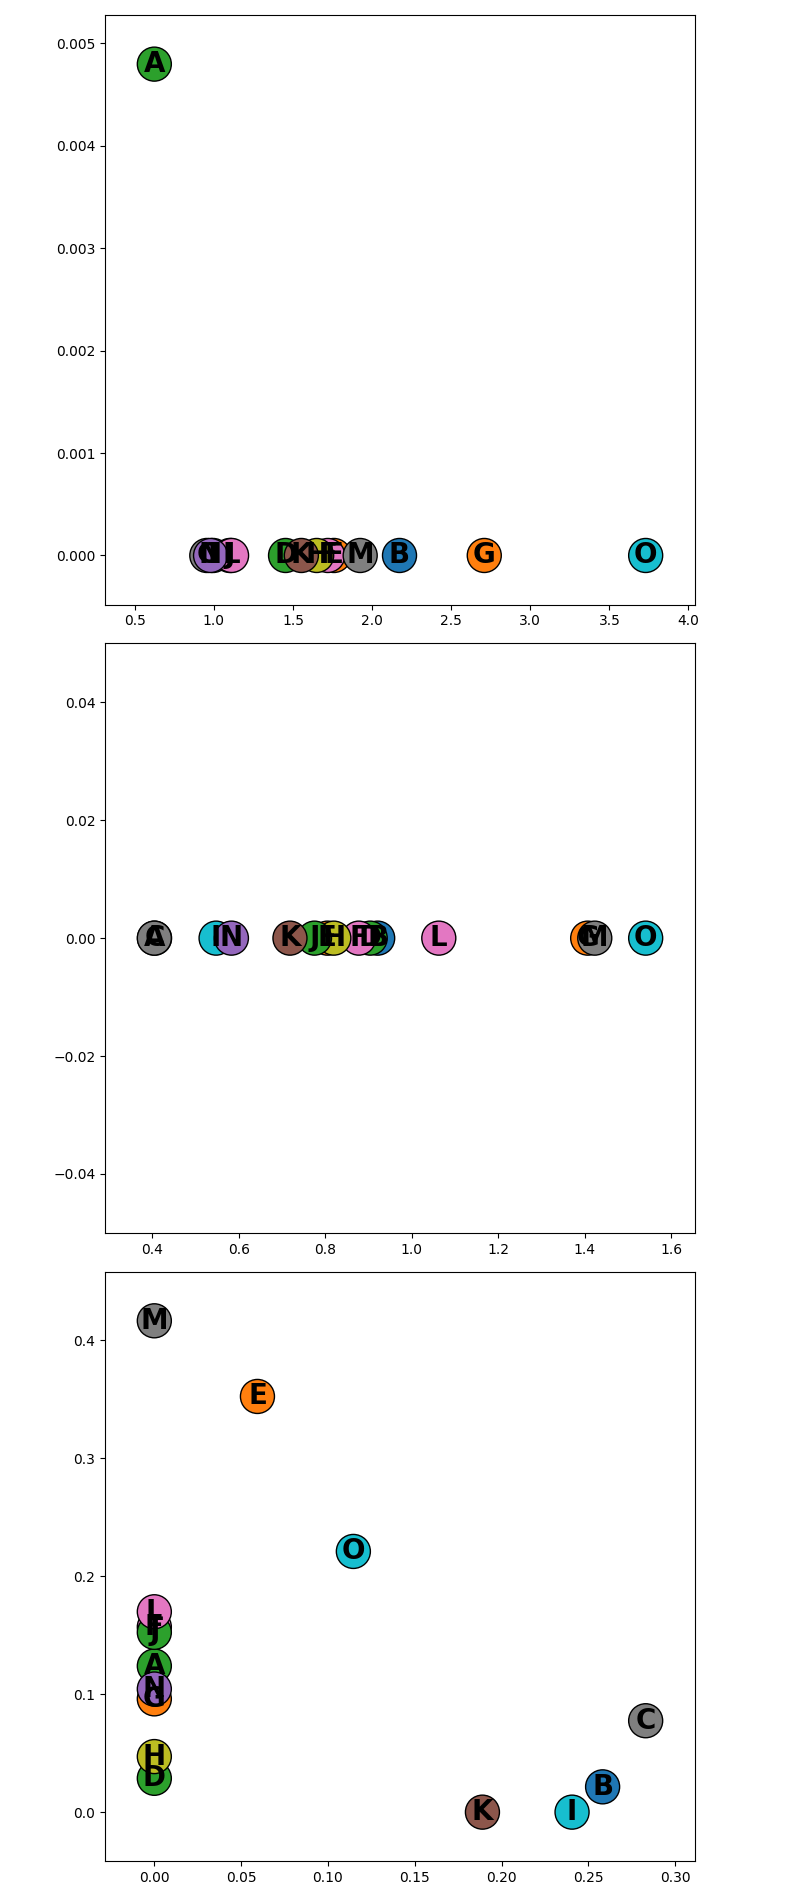 0.005
A
0.004
0.003
0.002
0.001
0.000
N J L D K H E M B G O
0.5 1.0 1.5 2.0 2.5 3.0 3.5 4.0
0.04
0.02
0.00
A C I N K J E H F D B L G M O
−0.02
−0.04
0.4 0.6 0.8 1.0 1.2 1.4 1.6
M
0.4
E
0.3
O
0.2
L
F
J
A
N
G
0.1
C
H
D
B
0.0
K I
0.00 0.05 0.10 0.15 0.20 0.25 0.30